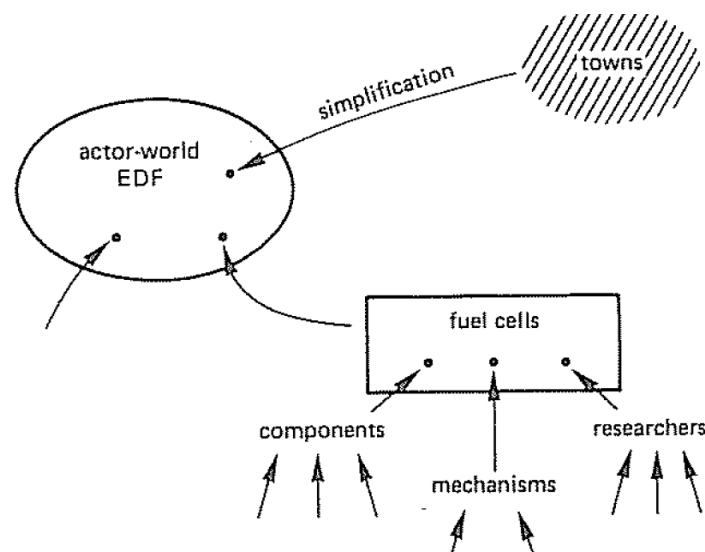 towns
simplification
actor-world
EDF
fuel cells
components
researchers
mechanisms